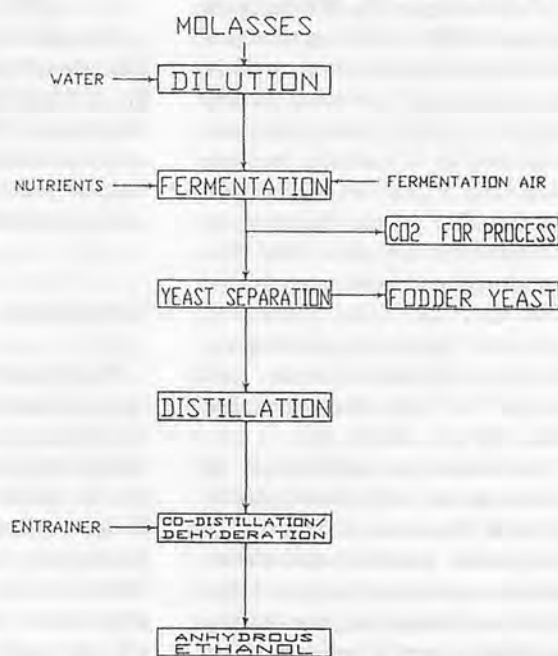 MOLASSES
WATER
DILUTION
NUTRIENTS
FERMENTATION
FERMENTATION AIR
CO2 FOR PROCESS
YEAST SEPARATION
FODDER YEAST
DISTILLATION
ENTRAINER
CO-DISTILLATION/
DEHYDERATION
ANHYDROUS
ETHANOL